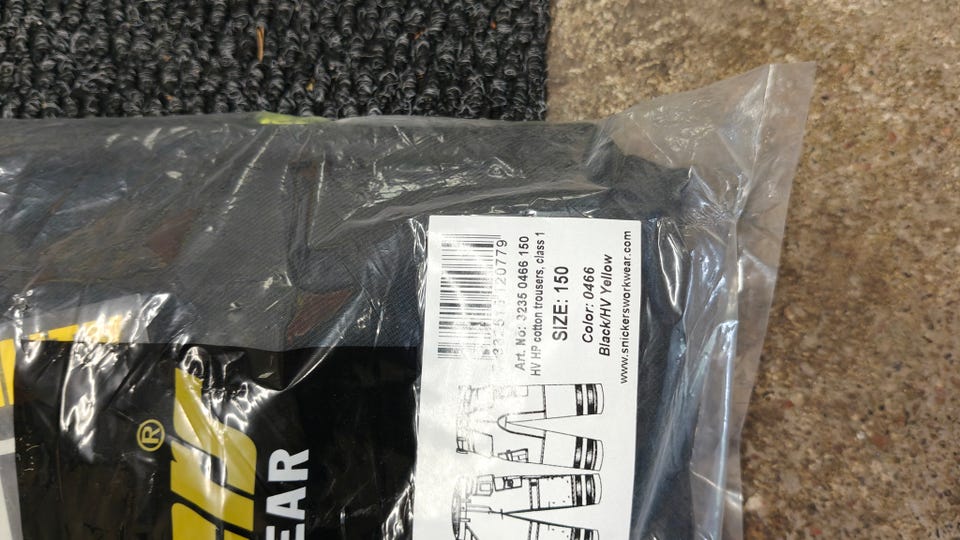 Art. No: 3235 0466 150
HV HP cotton trousers, class 1
SIZE: 150
Color: 0466
Black/HV Yellow
www.snickersworkwear.com
®
EAR